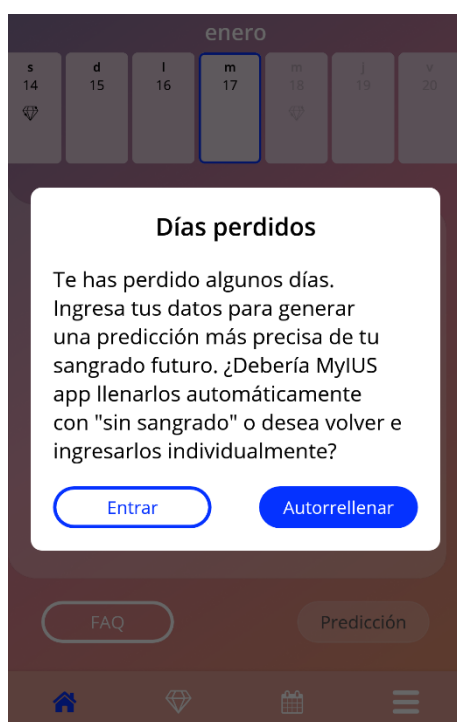 enero
s d l m m j v
14 15 16 17 18 19 20
Días perdidos
Te has perdido algunos días.
Ingresa tus datos para generar
una predicción más precisa de tu
sangrado futuro. ¿Debería MyIUS
app llenarlos automáticamente
con "sin sangrado" o desea volver e
ingresarlos individualmente?
Entrar Autorrellenar
FAQ Predicción